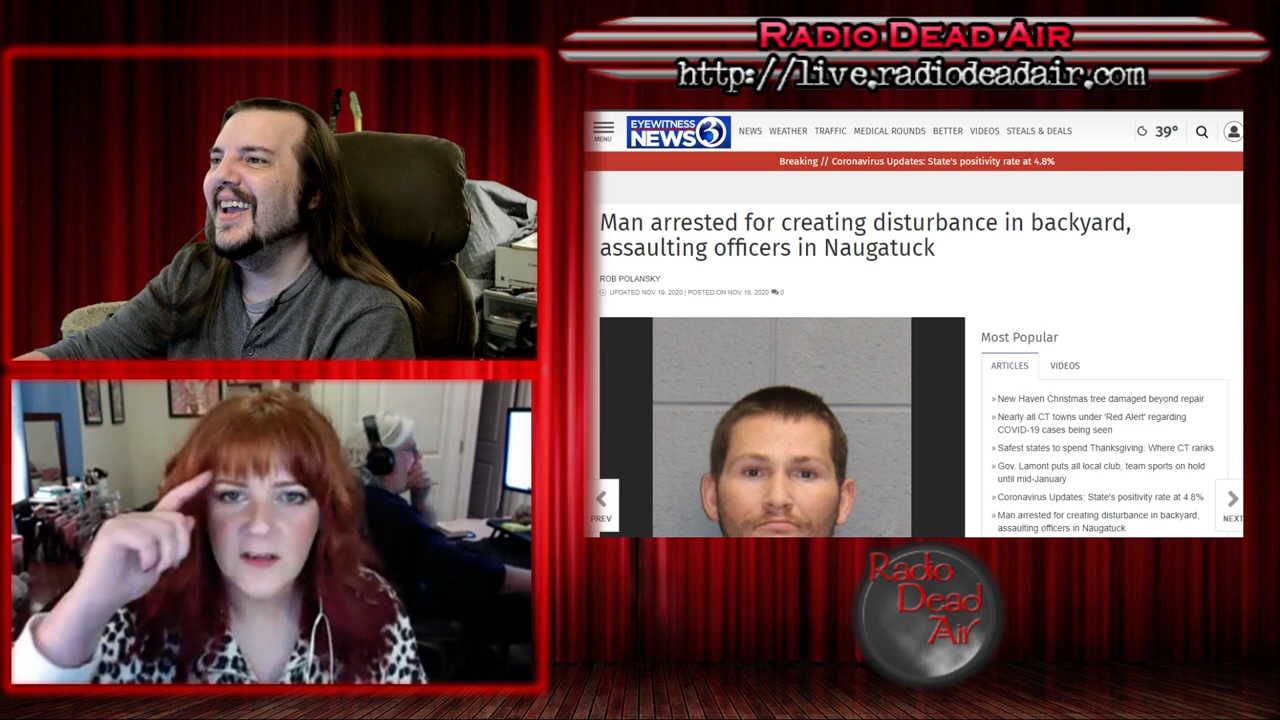 RADIO DEAD AIR
http://live.radiodeadair.com
MENU
EYEWITNESS
NEWS 3
NEWS WEATHER TRAFFIC MEDICAL ROUNDS BETTER VIDEOS STEALS & DEALS
39°
Breaking // Coronavirus Updates: State's positivity rate at 4.8%
Man arrested for creating disturbance in backyard,
assaulting officers in Naugatuck
ROB POLANSKY
UPDATED NOV 19, 2020 | POSTED ON NOV 18, 2020 0
Most Popular
ARTICLES VIDEOS
» New Haven Christmas tree damaged beyond repair
» Nearly all CT towns under 'Red Alert' regarding
COVID-19 cases being seen
» Safest states to spend Thanksgiving: Where CT ranks
» Gov. Lamont puts all local club, team sports on hold
until mid-January
» Coronavirus Updates: State's positivity rate at 4.8%
» Man arrested for creating disturbance in backyard,
assaulting officers in Naugatuck
PREV
NEXT
Radio
Dead
Air